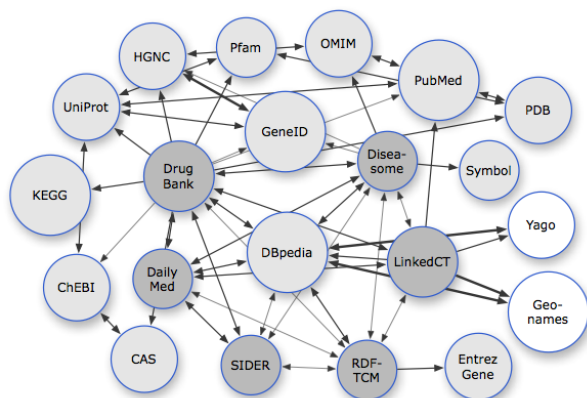 HGNC
Pfam
OMIM
PubMed
UniProt
GeneID
PDB
Drug
Bank
Disea-
some
Symbol
KEGG
Yago
DBpedia
LinkedCT
ChEBI
Daily
Med
Geo-
names
CAS
SIDER
RDF-
TCM
Entrez
Gene